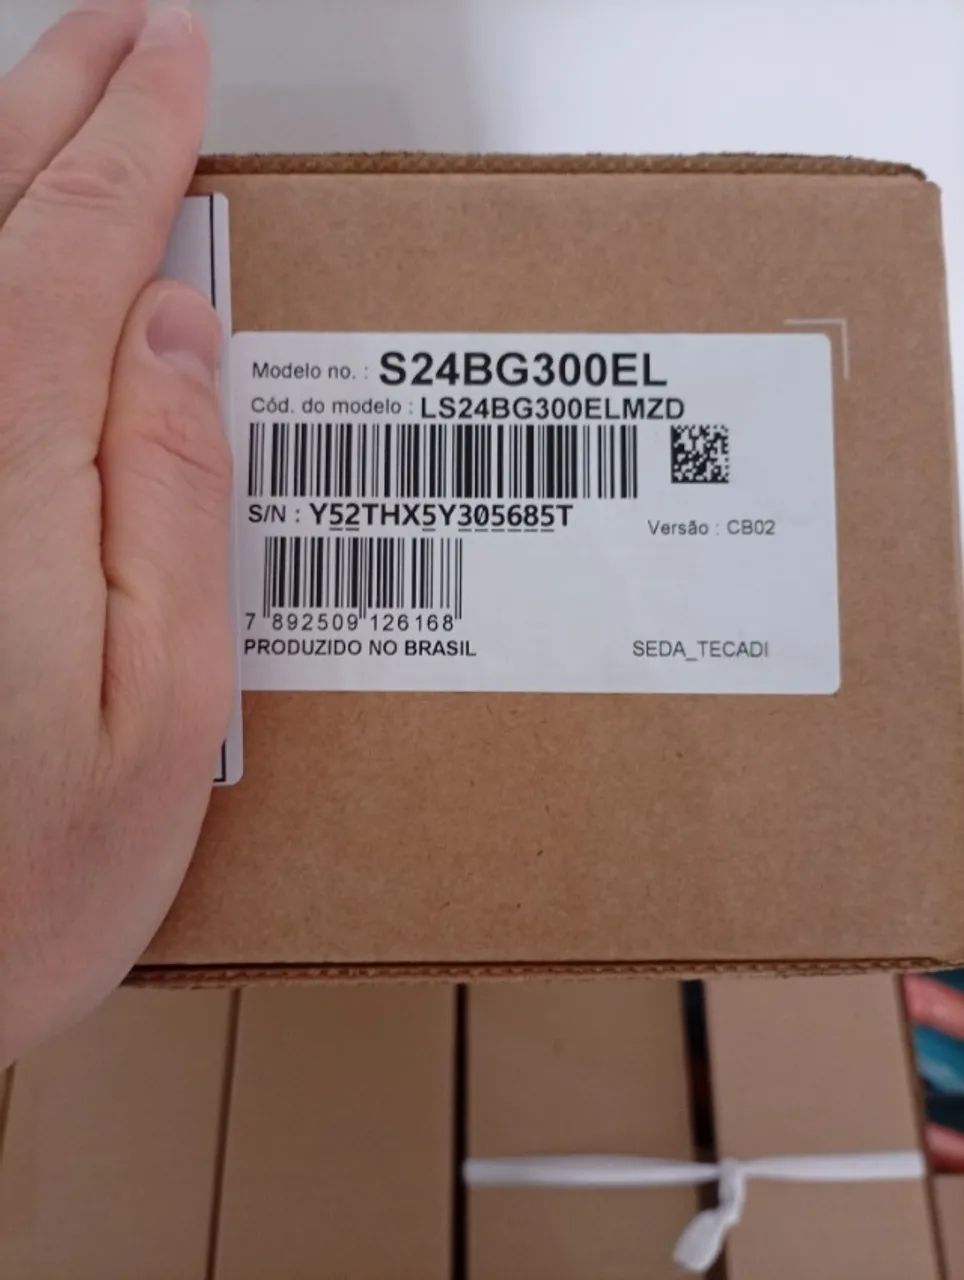 Modelo no. : S24BG300EL
Cód. do modelo : LS24BG300ELMZD
S/N : Y52THX5Y305685T
Versão : CB02
7 892509 126168
PRODUZIDO NO BRASIL
SEDA_TECADI